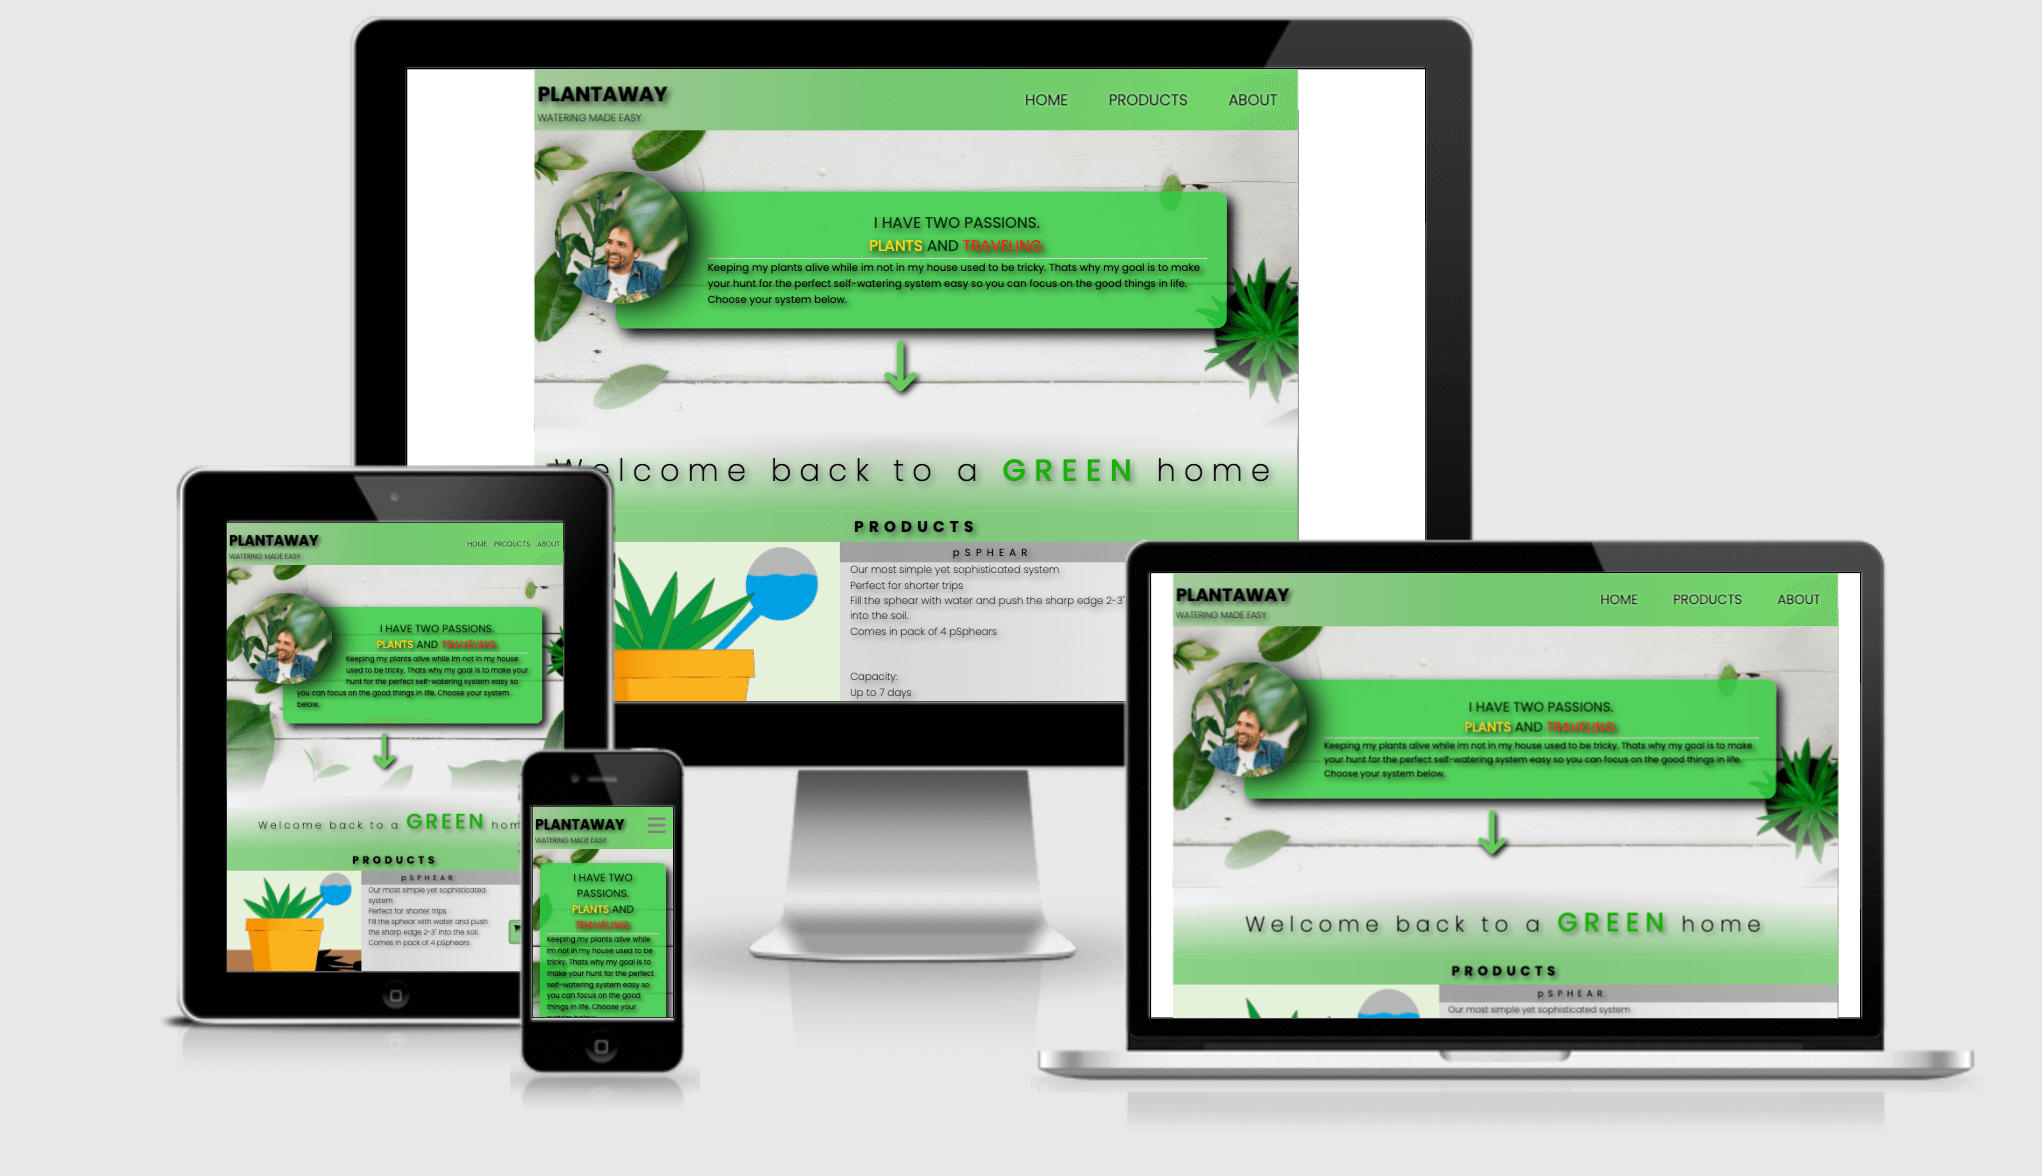 PLANTAWAY
WATERING MADE EASY
HOME PRODUCTS ABOUT
I HAVE TWO PASSIONS.
PLANTS AND TRAVELING.
Keeping my plants alive while im not in my house used to be tricky. Thats why my goal is to make
your hunt for the perfect self-watering system easy so you can focus on the good things in life.
Choose your system below.
Welcome back to a GREEN home
PRODUCTS
pSPHEAR
Our most simple yet sophisticated system
Perfect for shorter trips
Fill the sphear with water and push the sharp edge 2-3"
into the soil.
Comes in pack of 4 pSphears
Capacity:
Up to 7 days
PLANTAWAY
WATERING MADE EASY
HOME PRODUCTS ABOUT
I HAVE TWO PASSIONS.
PLANTS AND TRAVELING.
Keeping my plants alive while im not in my house
used to be tricky. Thats why my goal is to make your
hunt for the perfect self-watering system easy so
you can focus on the good things in life. Choose your system
below.
Welcome back to a GREEN hom
PRODUCTS
pSPHEAR
Our most simple yet sophisticated
system
Perfect for shorter trips
Fill the sphear with water and push
the sharp edge 2-3" into the soil.
Comes in pack of 4 pSphears
PLANTAWAY
WATERING MADE EASY
I HAVE TWO
PASSIONS.
PLANTS AND
TRAVELING.
Keeping my plants alive while
im not in my house used to be
tricky. Thats why my goal is to
make your hunt for the perfect
self-watering system easy so
you can focus on the good
things in life. Choose your
system below.
PLANTAWAY
WATERING MADE EASY
HOME PRODUCTS ABOUT
I HAVE TWO PASSIONS.
PLANTS AND TRAVELING.
Keeping my plants alive while im not in my house used to be tricky. Thats why my goal is to make
your hunt for the perfect self-watering system easy so you can focus on the good things in life.
Choose your system below.
Welcome back to a GREEN home
PRODUCTS
pSPHEAR
Our most simple yet sophisticated system